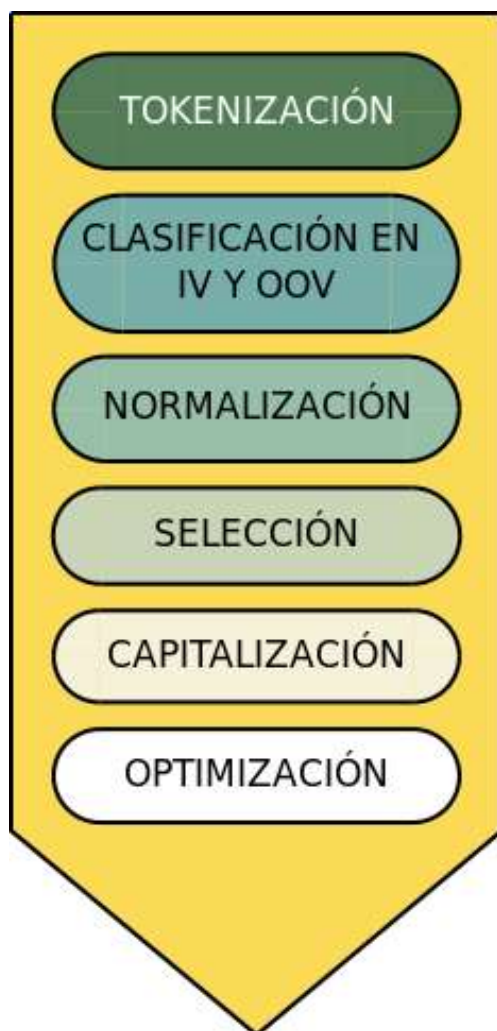 TOKENIZACIÓN
CLASIFICACIÓN EN
IV Y OOV
NORMALIZACIÓN
SELECCIÓN
CAPITALIZACIÓN
OPTIMIZACIÓN